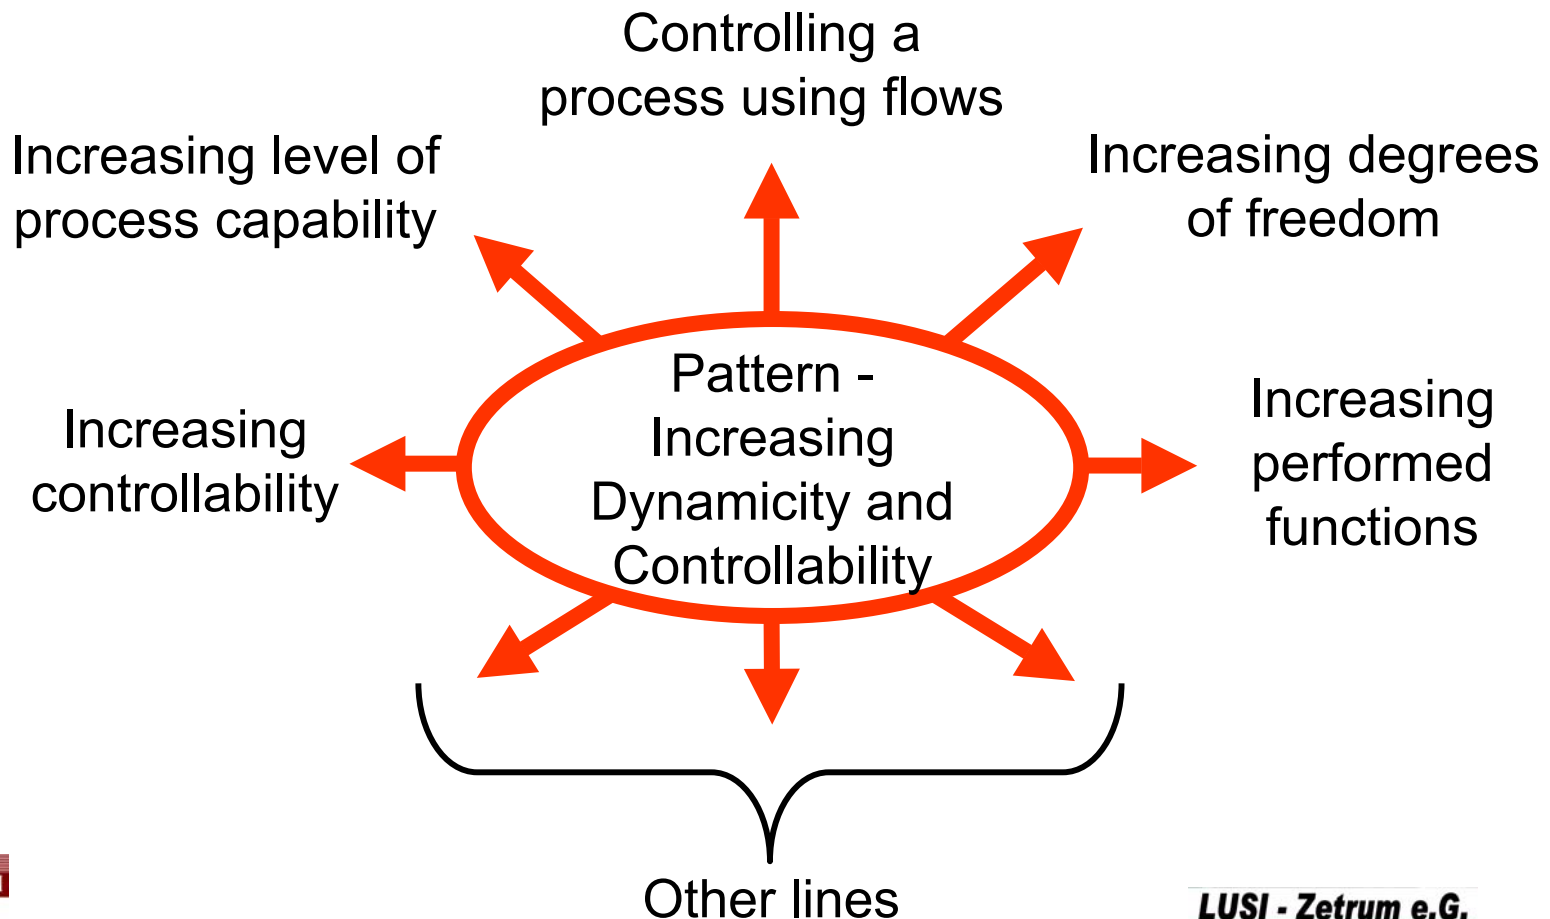 Controlling a
process using flows
Increasing level of
process capability
Increasing degrees
of freedom
Pattern -
Increasing
Dynamicity and
Controllability
Increasing
controllability
Increasing
performed
functions
Other lines
LUSI - Zetrum e.G.